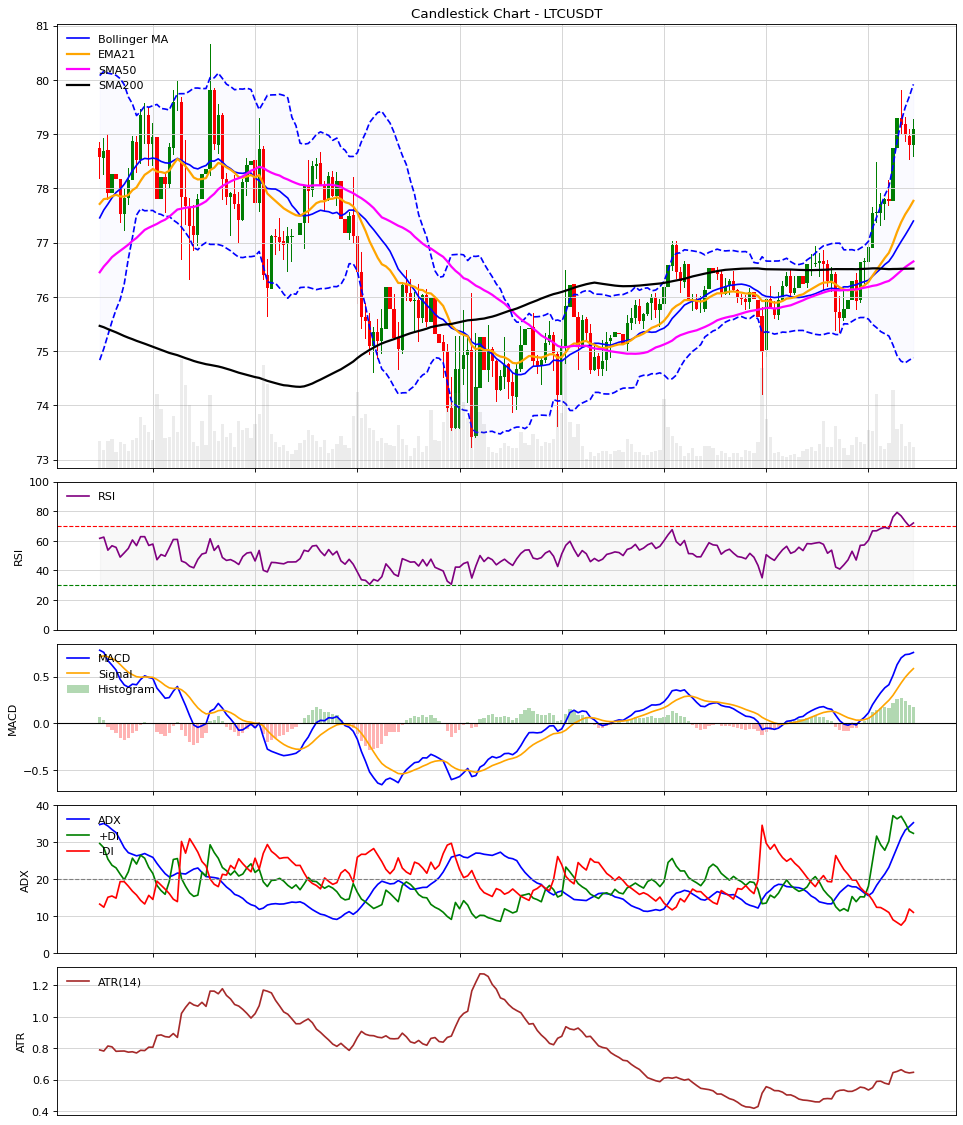 Candlestick Chart - LTCUSDT
Bollinger MA
EMA21
SMA50
SMA200
81
80
79
78
77
76
75
74
73
RSI
100
80
60
40
20
0
RSI
MACD
Signal
Histogram
0.5
0.0
−0.5
MACD
ADX
+DI
-DI
40
30
20
10
0
ADX
ATR(14)
1.2
1.0
0.8
0.6
0.4
ATR